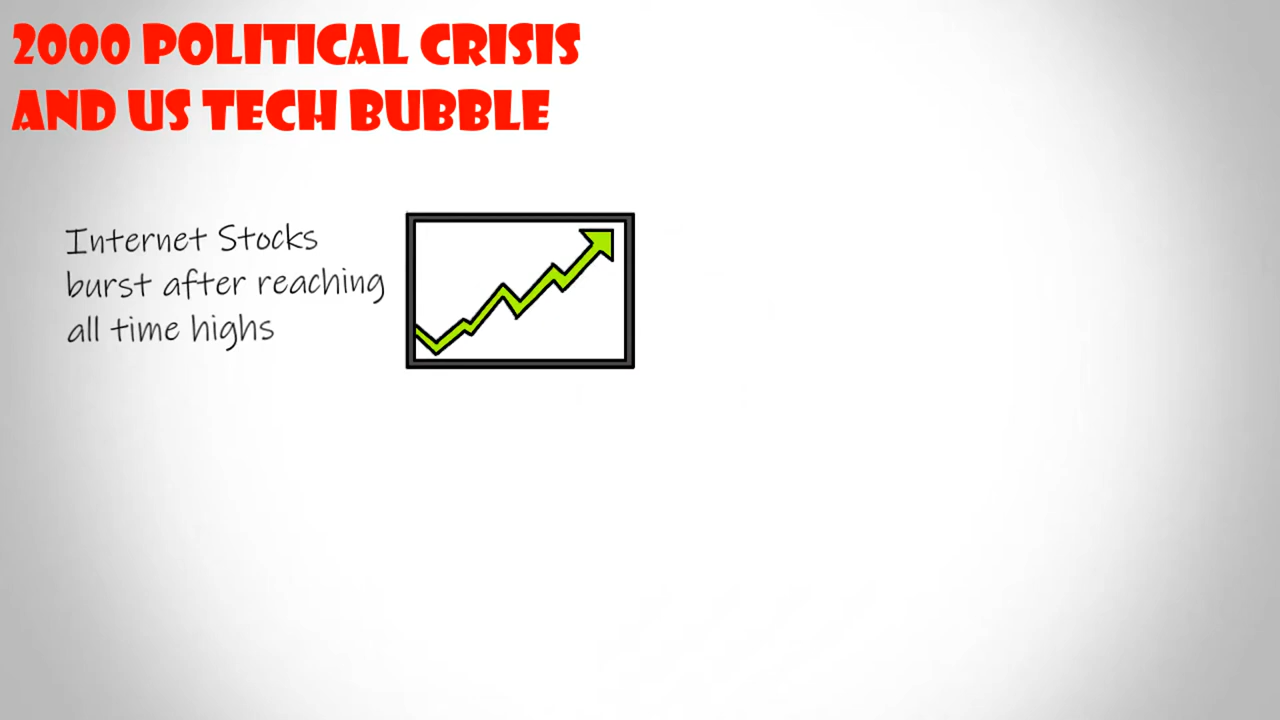 2000 POLITICAL CRISIS
AND US TECH BUBBLE
Internet Stocks
burst after reaching
all time highs